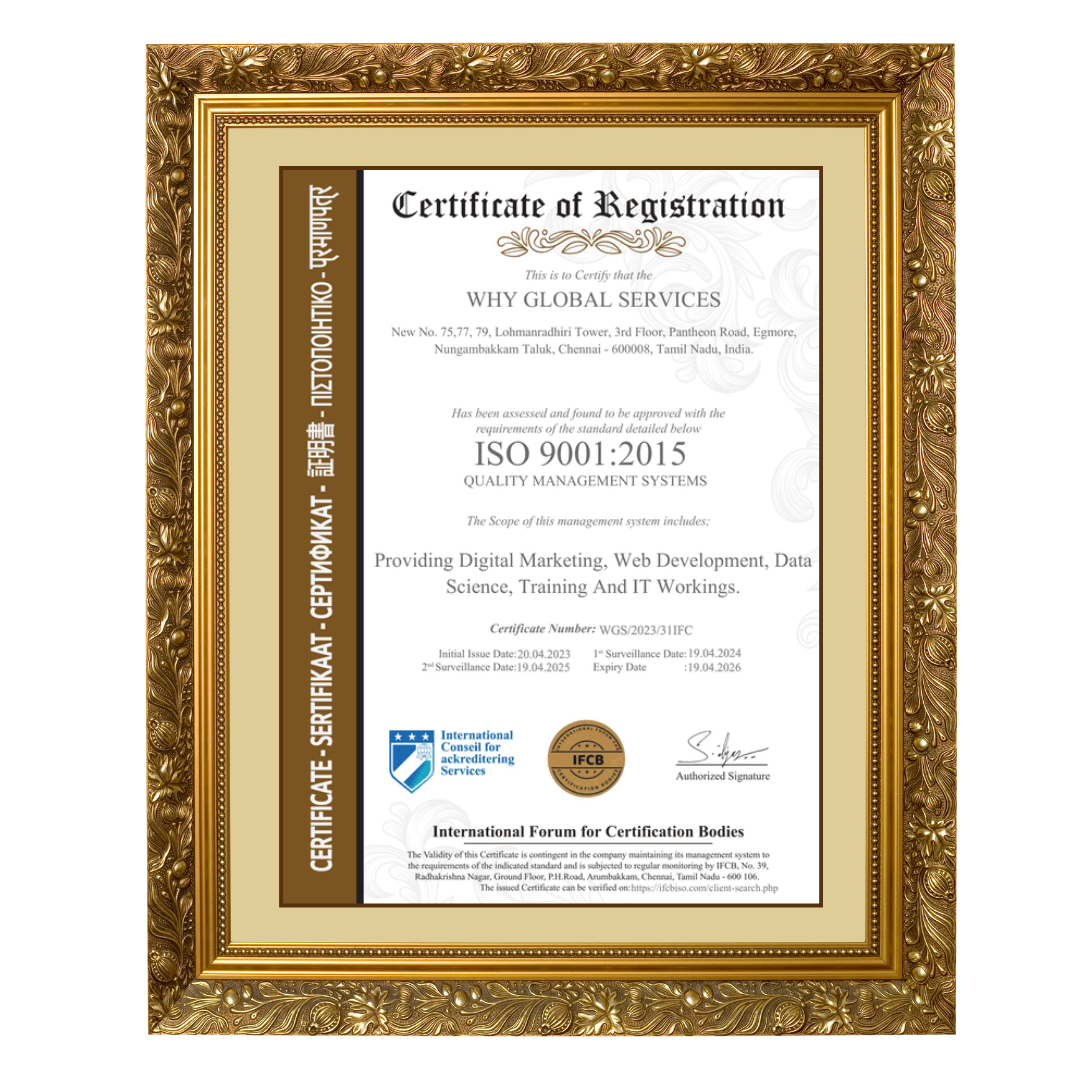 Certificate of Registration
This is to Certify that the
WHY GLOBAL SERVICES
New No. 75,77, 79, Lohmanradhiri Tower, 3rd Floor, Pantheon Road, Egmore,
Nungambakkam Taluk, Chennai - 600008, Tamil Nadu, India.
Has been assessed and found to be approved with the
requirements of the standard detailed below
ISO 9001:2015
QUALITY MANAGEMENT SYSTEMS
The Scope of this management system includes;
Providing Digital Marketing, Web Development, Data
Science, Training And IT Workings.
Certificate Number: WGS/2023/31IFC
Initial Issue Date:20.04.2023 1st Surveillance Date:19.04.2024
2nd Surveillance Date:19.04.2025 Expiry Date :19.04.2026
International
Conseil for
ackreditering
Services
INTERNATIONAL FORUM FOR
IFCB
CERTIFICATION BODIES
Authorized Signature
International Forum for Certification Bodies
The Validity of this Certificate is contingent in the company maintaining its management system to
the requirements of the indicated standard and is subjected to regular monitoring by IFCB, No. 39,
Radhakrishna Nagar, Ground Floor, P.H.Road, Arumbakkam, Chennai, Tamil Nadu - 600 106.
The issued Certificate can be verified on:https://ifcbiso.com/client-search.php
CERTIFICATE - SERTIFIKAAT - СЕРТИФИКАТ - 証明書 - ΠΙΣΤΟΠΟΙΗΤΙΚΟ - प्रमाणपत्र